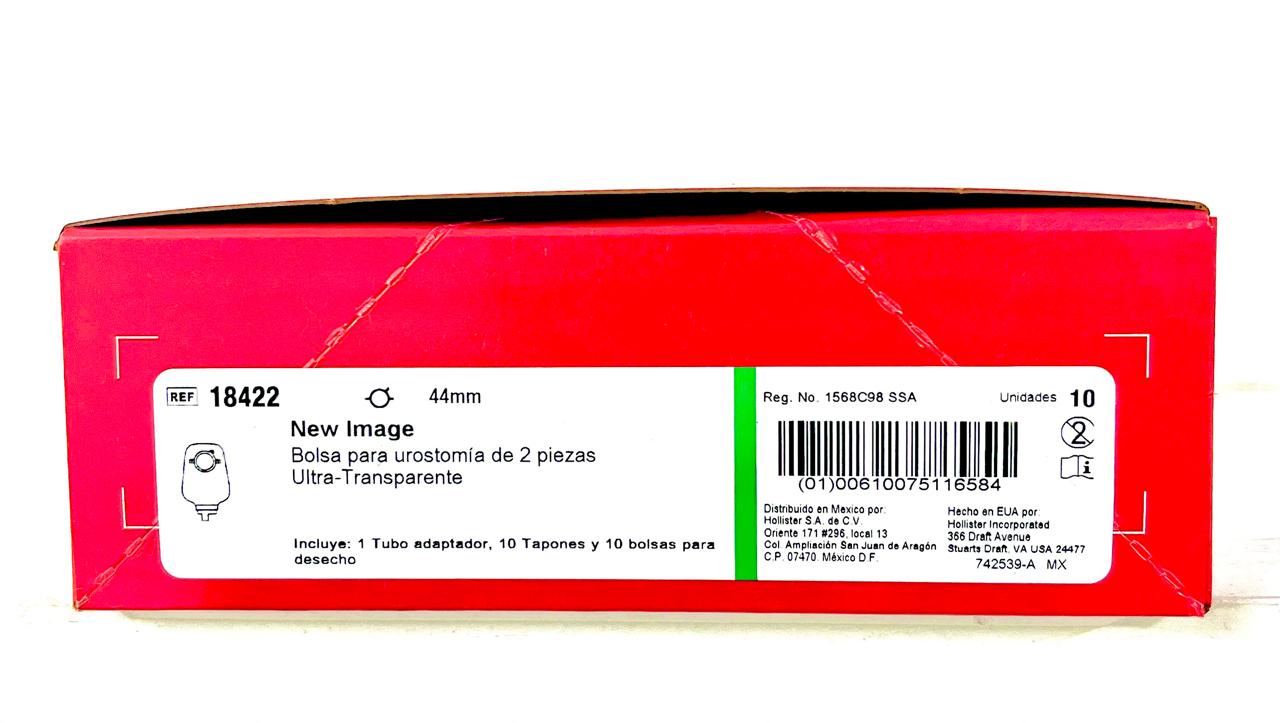 REF 18422 44mm
New Image
Bolsa para urostomía de 2 piezas
Ultra-Transparente
Incluye: 1 Tubo adaptador, 10 Tapones y 10 bolsas para
desecho
Reg. No. 1568C98 SSA Unidades 10
2
i
(01)00610075116584
Distribuido en Mexico por:
Hollister S.A. de C.V.
Oriente 171 #296, local 13
Col. Ampliación San Juan de Aragón
C.P. 07470. México D.F.
Hecho en EUA por:
Hollister Incorporated
366 Draft Avenue
Stuarts Draft, VA USA 24477
742539-A MX